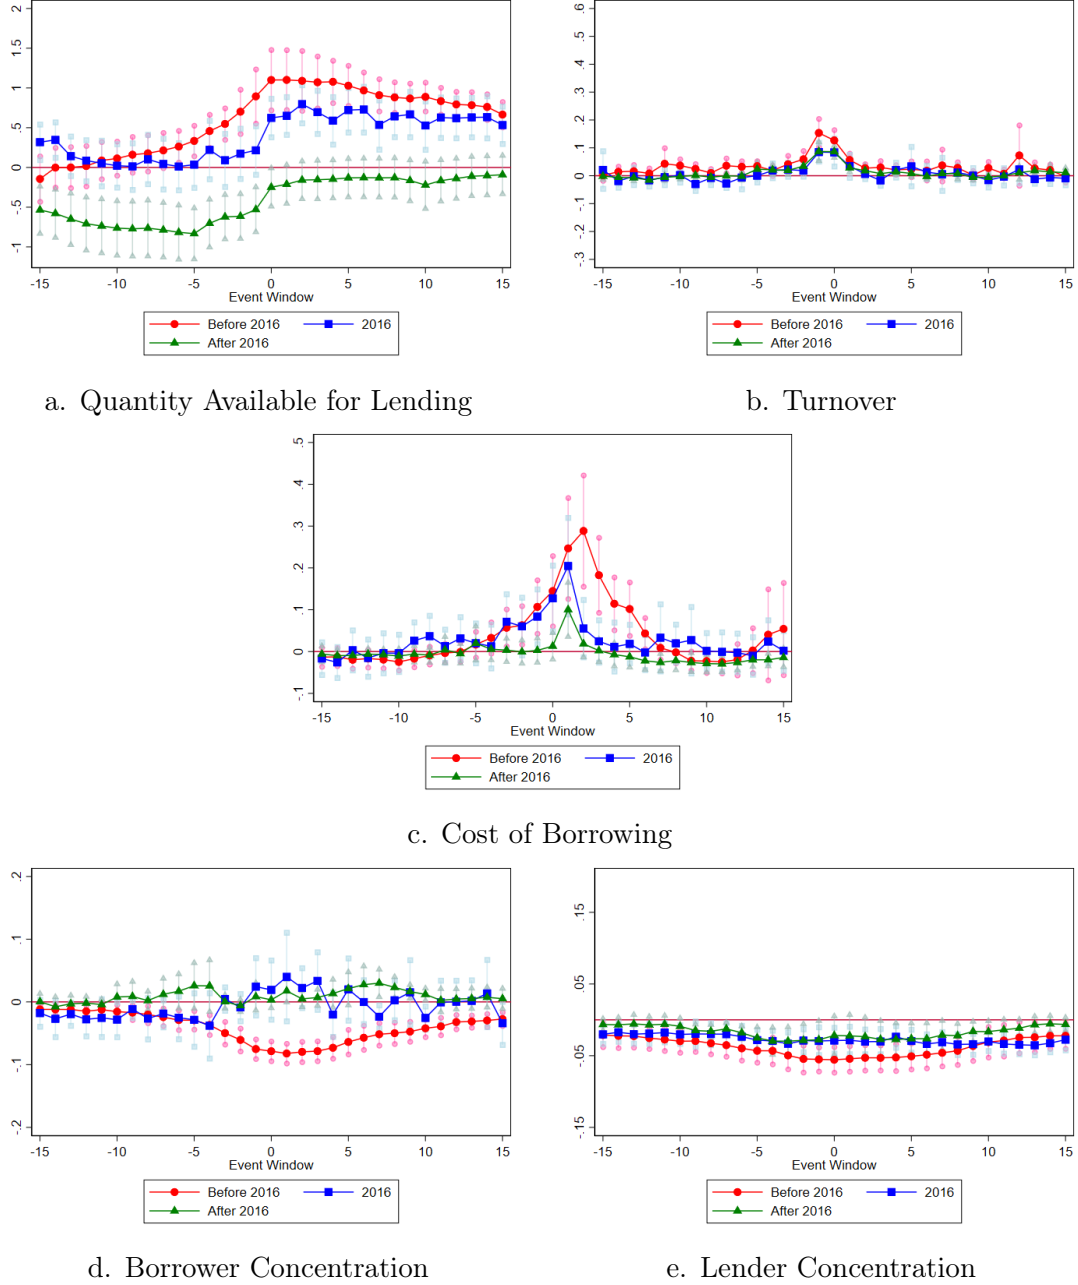 2
1.5
1
.5
0
-.5
-1
-15 -10 -5 0 5 10 15
Event Window
Before 2016 2016
After 2016
a. Quantity Available for Lending
.6
.5
.4
.3
.2
.1
0
-.1
-.2
-.3
-15 -10 -5 0 5 10 15
Event Window
Before 2016 2016
After 2016
b. Turnover
.5
.4
.3
.2
.1
0
-.1
-15 -10 -5 0 5 10 15
Event Window
Before 2016 2016
After 2016
c. Cost of Borrowing
.2
.1
0
-.1
-.2
-15 -10 -5 0 5 10 15
Event Window
Before 2016 2016
After 2016
d. Borrower Concentration
.15
.05
-.05
-.15
-15 -10 -5 0 5 10 15
Event Window
Before 2016 2016
After 2016
e. Lender Concentration